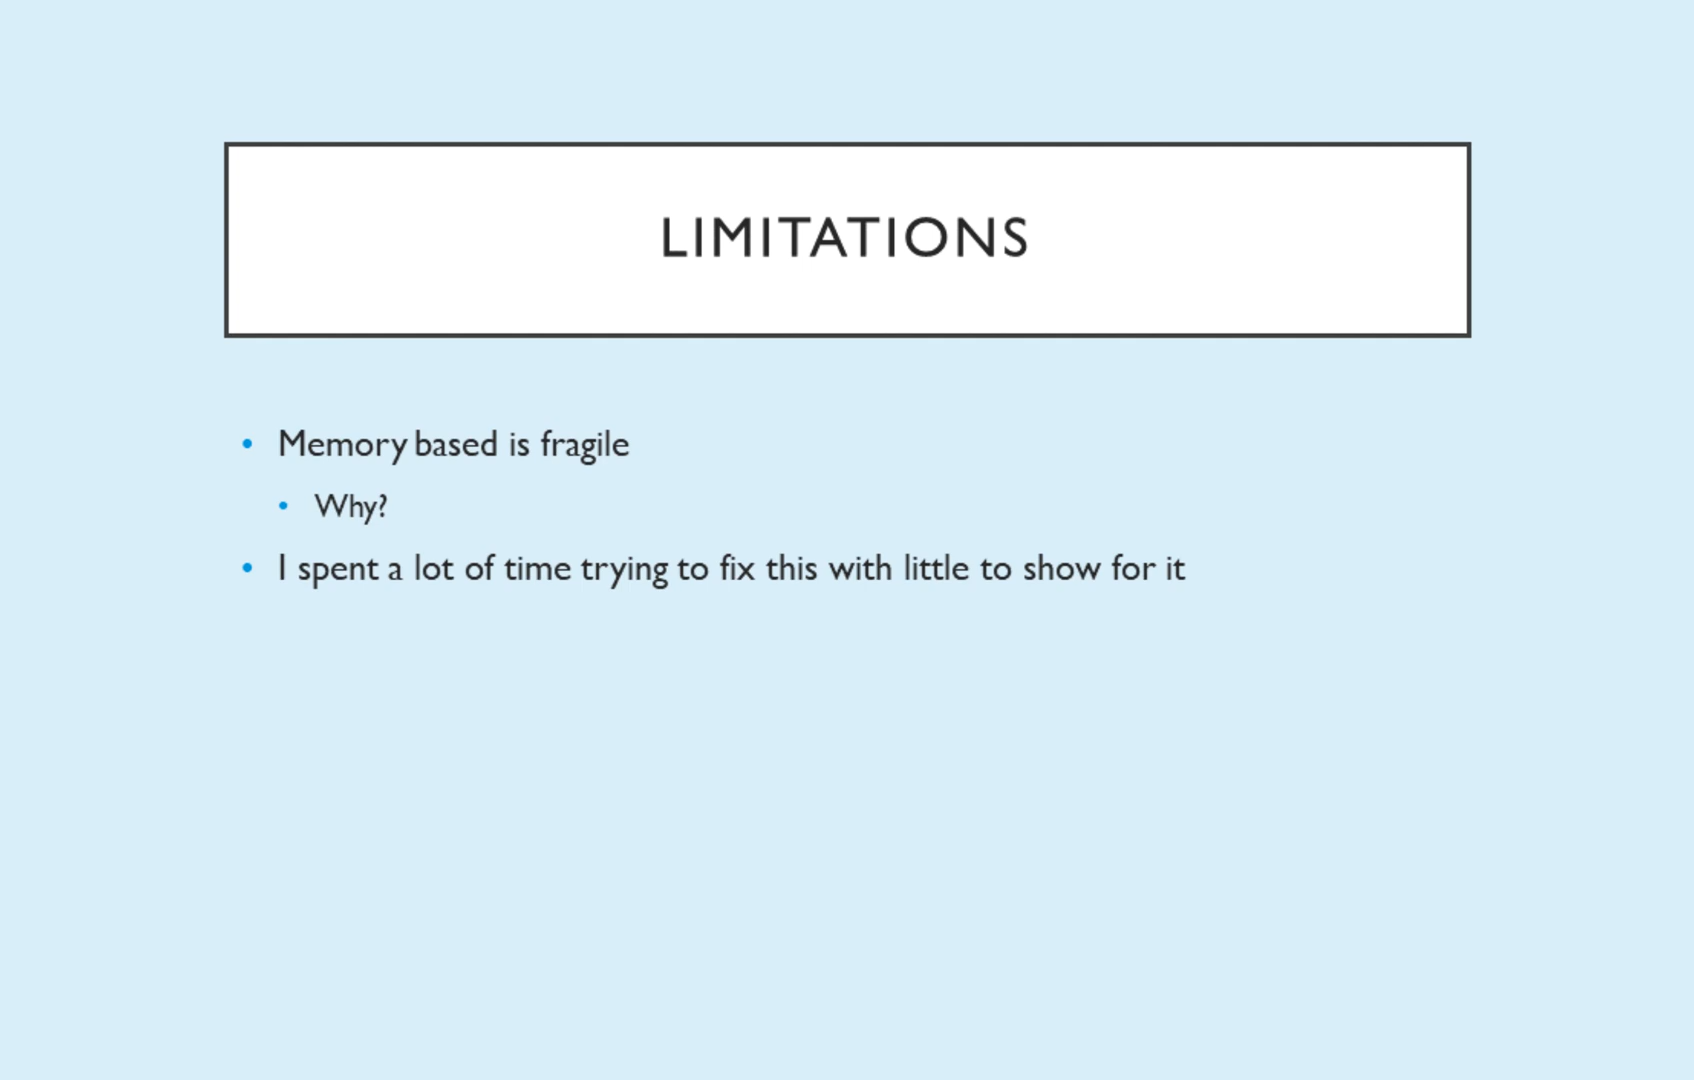 LIMITATIONS
Memory based is fragile
Why?
I spent a lot of time trying to fix this with little to show for it